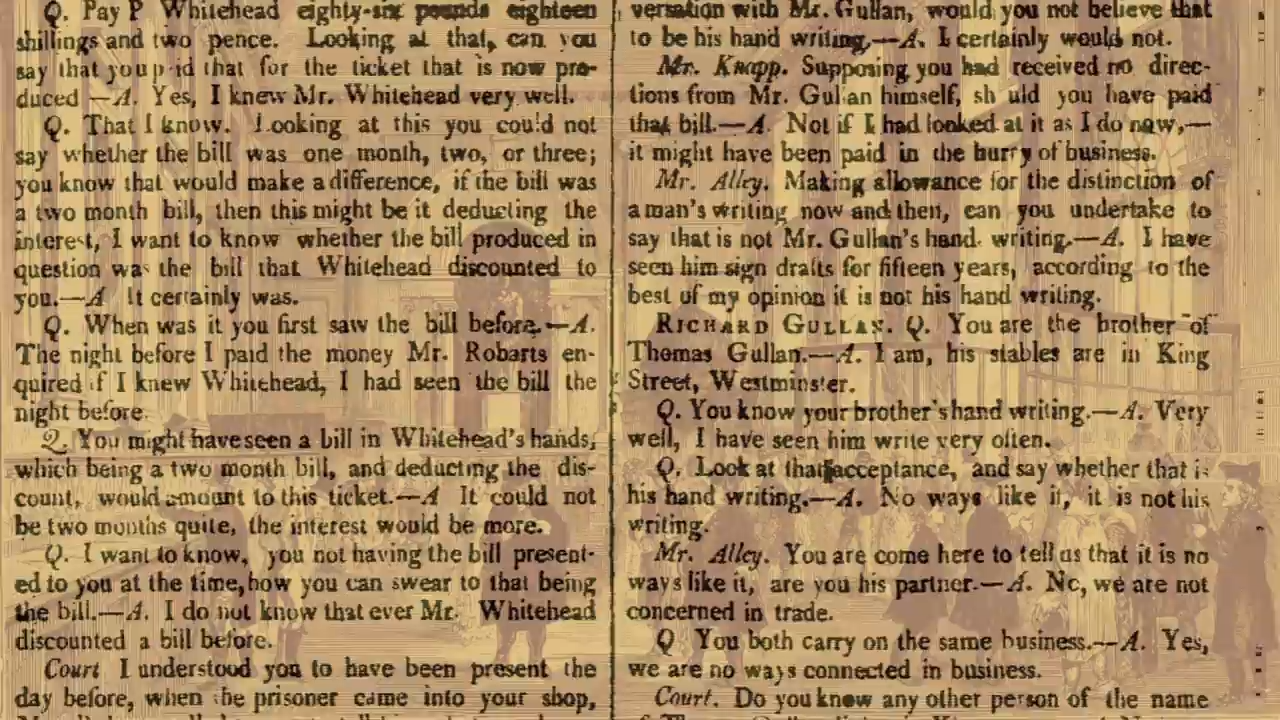 Q. Pay P Whitehead eighty-six pounds eighteen
shillings and two pence. Looking at that, can you
say that you p id that for the ticket that is now pro-
duced —A. Yes, I knew Mr. Whitehead very well.
Q. That I know. Looking at this you could not
say whether the bill was one month, two, or three;
you know that would make a difference, if the bill was
a two month bill, then this might be it deducting the
interest, I want to know whether the bill produced in
question was the bill that Whitehead discounted to
you.—A It certainly was.
Q. When was it you first saw the bill before.—A.
The night before I paid the money Mr. Robarts en-
quired if I knew Whitehead, I had seen the bill the
night before.
Q. You might have seen a bill in Whitehead's hands,
which being a two month bill, and deducting the dis-
count, would amount to this ticket.—A It could not
be two months quite, the interest would be more.
Q. I want to know, you not having the bill present-
ed to you at the time, how you can swear to that being
the bill.—A. I do not know that ever Mr. Whitehead
discounted a bill before.
Court I understood you to have been present the
day before, when the prisoner came into your shop,
versation with Mr. Gullan, would you not believe that
to be his hand writing,—A. I certainly would not.
Mr. Knapp. Supposing you had received no direc-
tions from Mr. Gullan himself, sh uld you have paid
that bill.—A. Not if I had looked at it as I do now,—
it might have been paid in the hurry of business.
Mr. Alley. Making allowance for the distinction of
a man's writing now and then, can you undertake to
say that is not Mr. Gullan's hand writing.—A. I have
seen him sign drafts for fifteen years, according to the
best of my opinion it is not his hand writing.
RICHARD GULLAN. Q. You are the brother of
Thomas Gullan.—A. I am, his stables are in King
Street, Westminster.
Q. You know your brother's hand writing.—A. Very
well, I have seen him write very often.
Q. Look at that acceptance, and say whether that is
his hand writing.—A. No ways like it, it is not his
writing.
Mr. Alley. You are come here to tell us that it is no
ways like it, are you his partner.—A. No, we are not
concerned in trade.
Q You both carry on the same business.—A. Yes,
we are no ways connected in business.
Court. Do you know any other person of the name